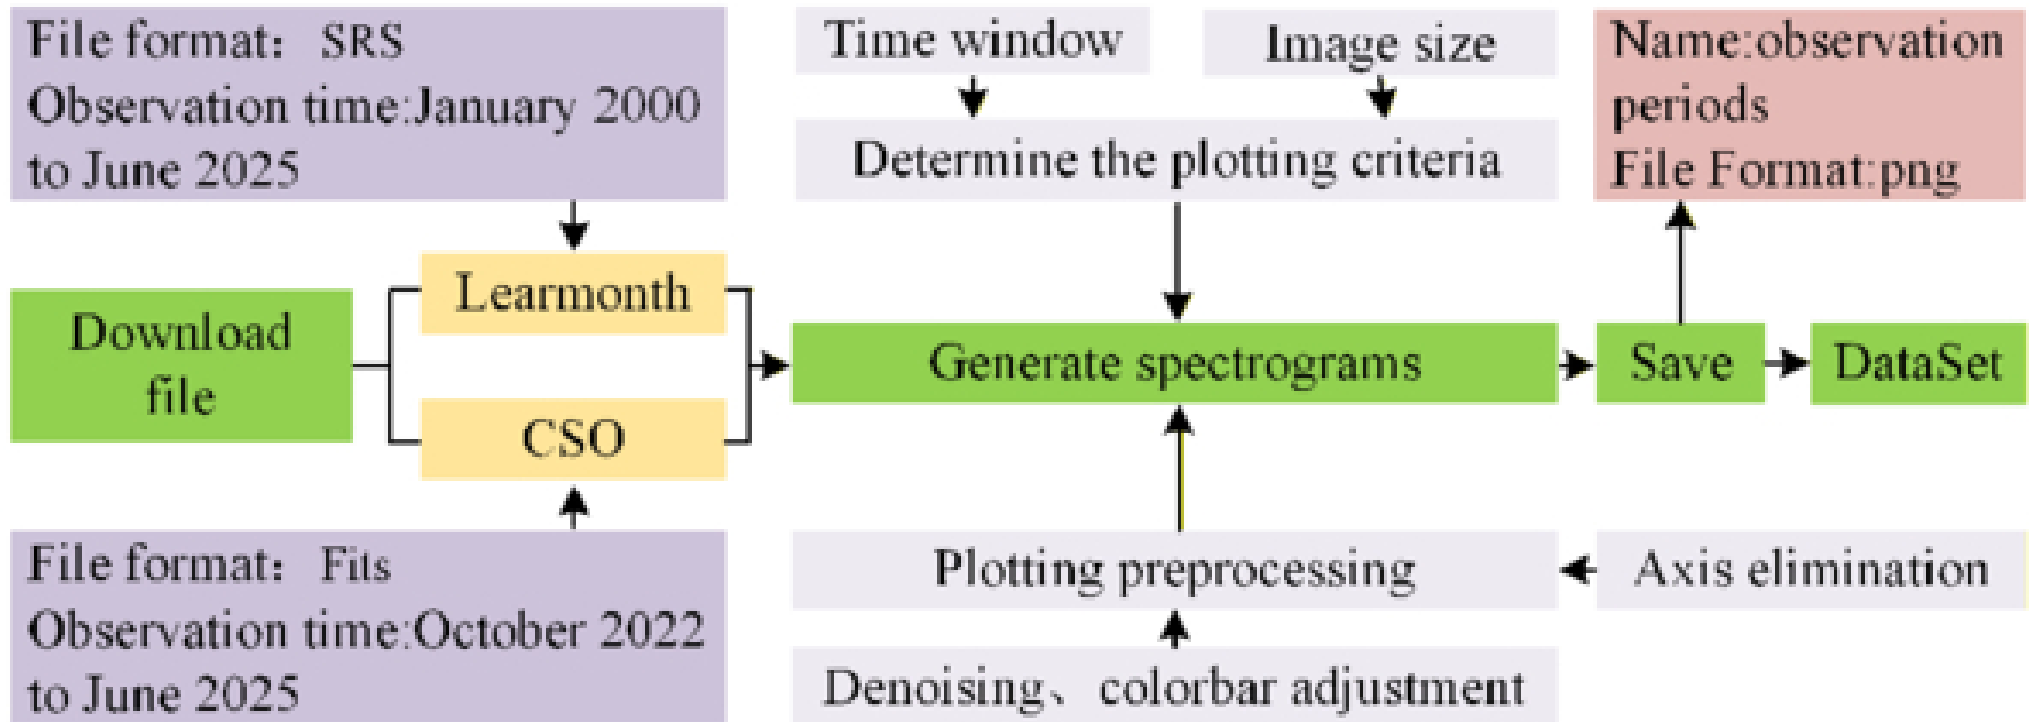 File format：SRS
Observation time:January 2000
to June 2025
Time window
Image size
Determine the plotting criteria
Name:observation
periods
File Format:png
Download
file
Learmonth
CSO
Generate spectrograms
Save
DataSet
File format：Fits
Observation time:October 2022
to June 2025
Plotting preprocessing
Axis elimination
Denoising、colorbar adjustment